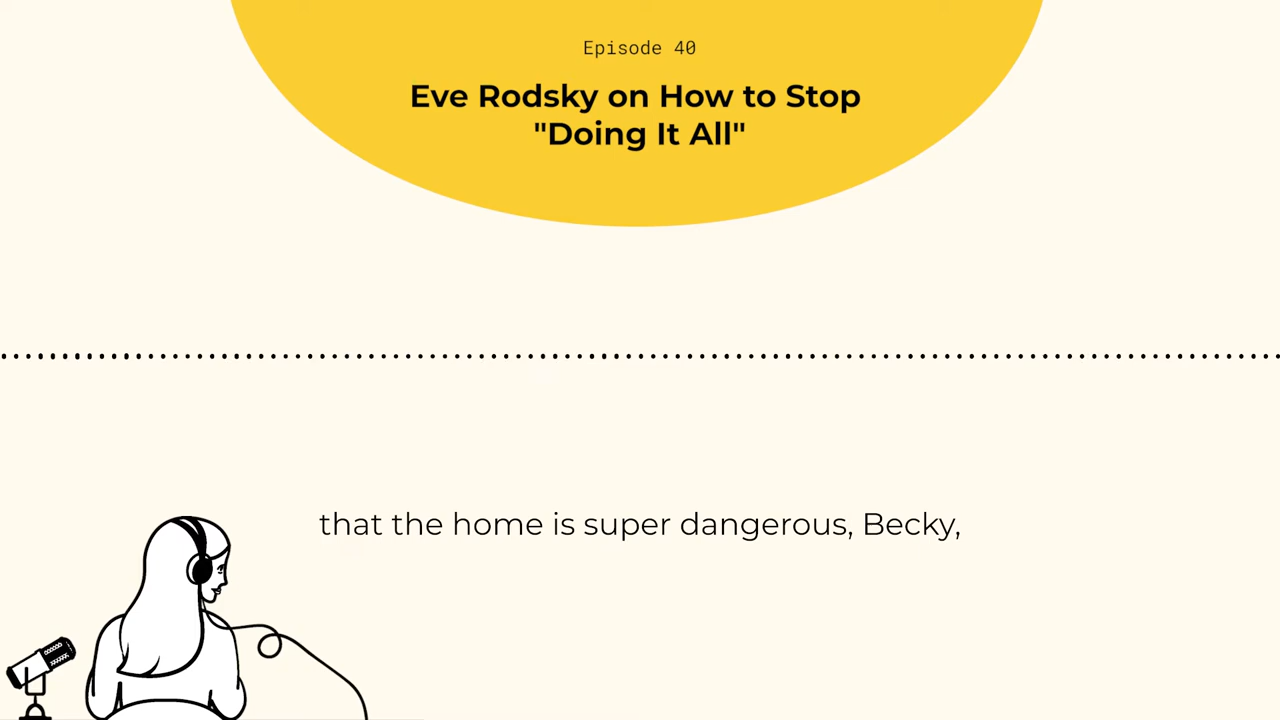 Episode 40
Eve Rodsky on How to Stop
"Doing It All"
that the home is super dangerous, Becky,